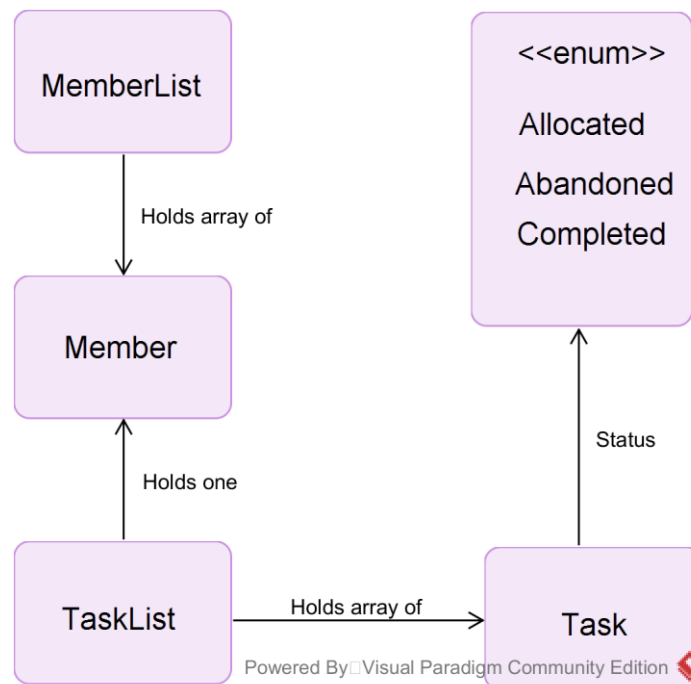 MemberList
<<enum>>
Allocated
Abandoned
Completed
Holds array of
Member
Holds one
Status
TaskList
Holds array of
Task
Powered By□Visual Paradigm Community Edition